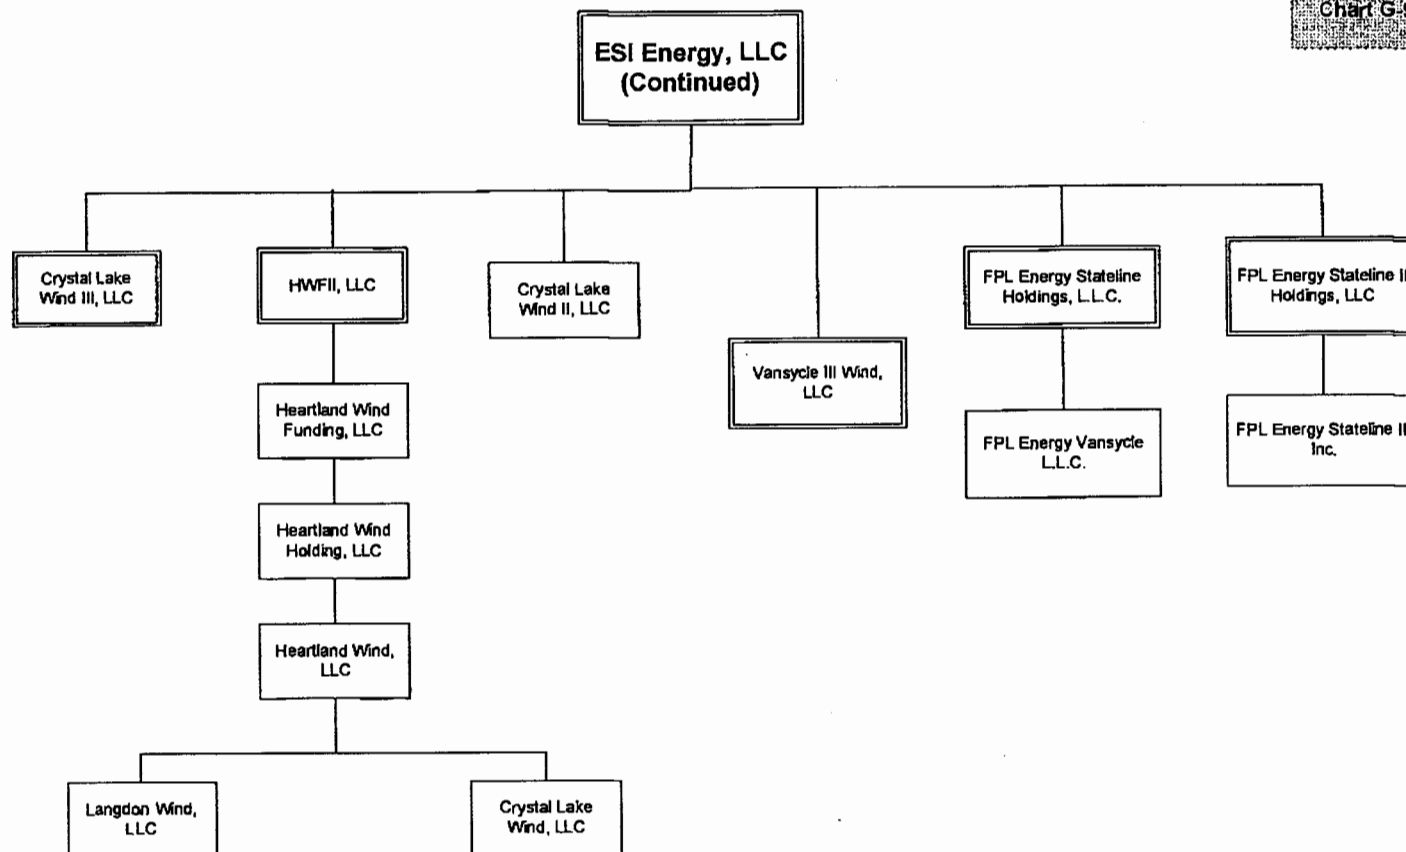 Chart G-9
ESI Energy, LLC
(Continued)
Crystal Lake
Wind III, LLC
HWFII, LLC
Crystal Lake
Wind II, LLC
Vansycle III Wind,
LLC
FPL Energy Stateline
Holdings, L.L.C.
FPL Energy Stateline II
Holdings, LLC
Heartland Wind
Funding, LLC
FPL Energy Vansycle
L.L.C.
FPL Energy Stateline II
Inc.
Heartland Wind
Holding, LLC
Heartland Wind,
LLC
Langdon Wind,
LLC
Crystal Lake
Wind, LLC